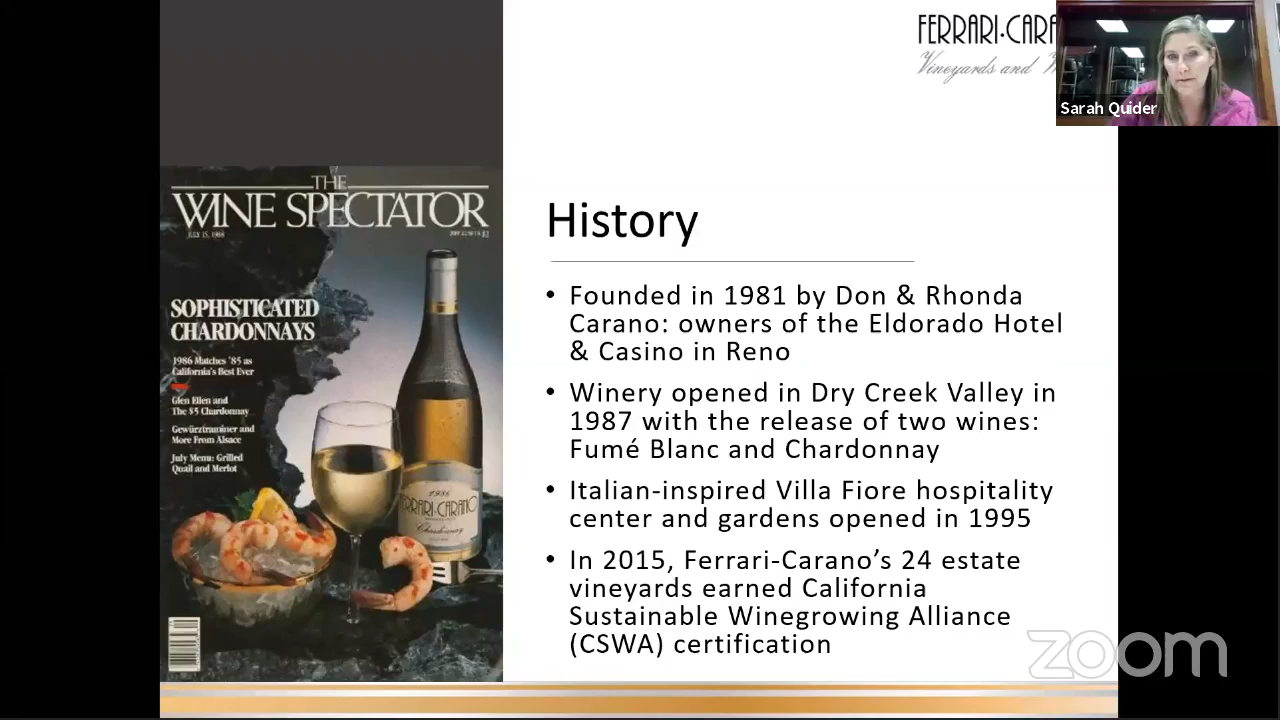 FERRARI·CARA
Vineyards and W
Sarah Quider
THE
WINE SPECTATOR
JULY 15, 1988
SOPHISTICATED
CHARDONNAYS
1986 Matches '85 as
California's Best Ever
Glen Ellen and
The $5 Chardonnay
Gewürztraminer and
More From Alsace
July Menu: Grilled
Quail and Merlot
1986
FERRARI·CARANO
Chardonnay
History
• Founded in 1981 by Don & Rhonda
Carano: owners of the Eldorado Hotel
& Casino in Reno
• Winery opened in Dry Creek Valley in
1987 with the release of two wines:
Fumé Blanc and Chardonnay
• Italian-inspired Villa Fiore hospitality
center and gardens opened in 1995
• In 2015, Ferrari-Carano’s 24 estate
vineyards earned California
Sustainable Winegrowing Alliance
(CSWA) certification
zoom